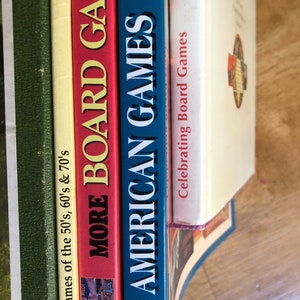 ames of the 50's, 60's & 70's
MORE BOARD GA
AMERICAN GAMES
Celebrating Board Games